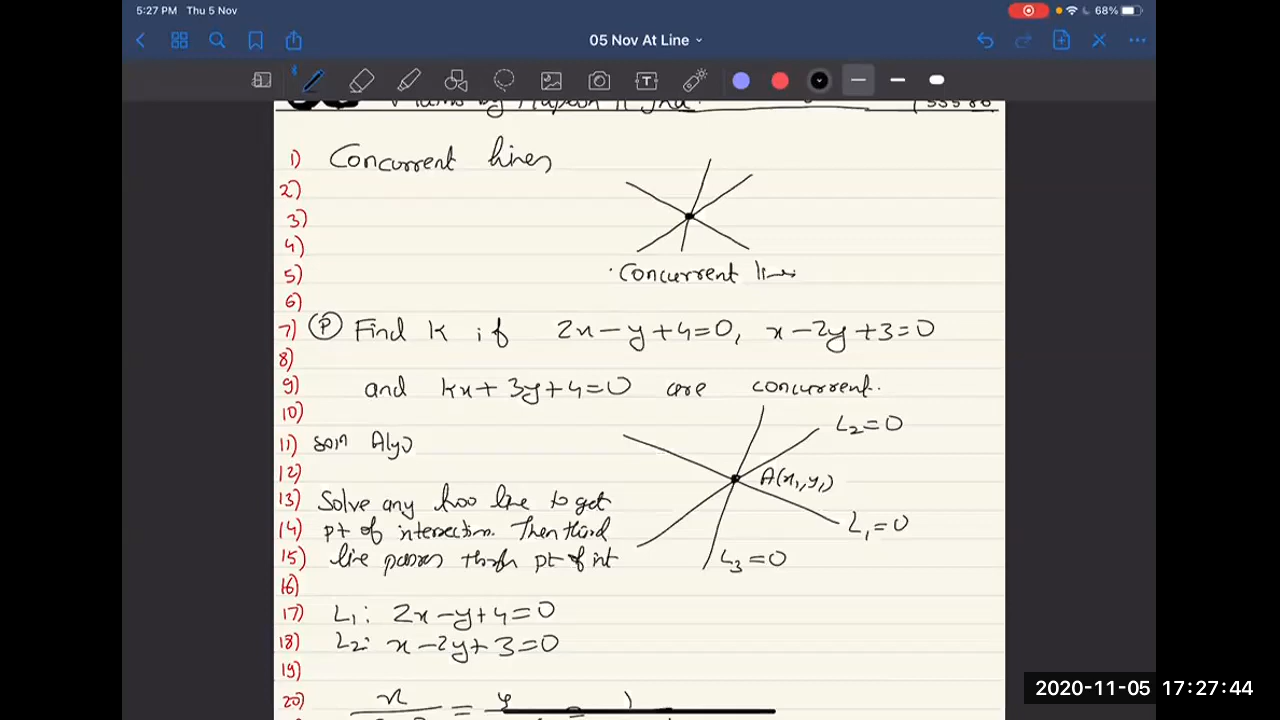 5:27 PM Thu 5 Nov
68%
05 Nov At Line
1) Concurrent lines
2)
3)
4)
5) Concurrent lines
6)
7) (P) Find K if 2x-y+4=0, x-2y+3=0
8)
9) and kx+3y+4=0 are concurrent.
10)
L₂=0
11) soln Algo
12)
A(x₁,y₁)
13) Solve any two line to get
14) pt of intersection. Then third
L₁=0
15) line passes through pt of int
L₃=0
16)
17) L₁: 2x-y+4=0
18) L₂: x-2y+3=0
19)
20) x = y = 1
2020-11-05 17:27:44